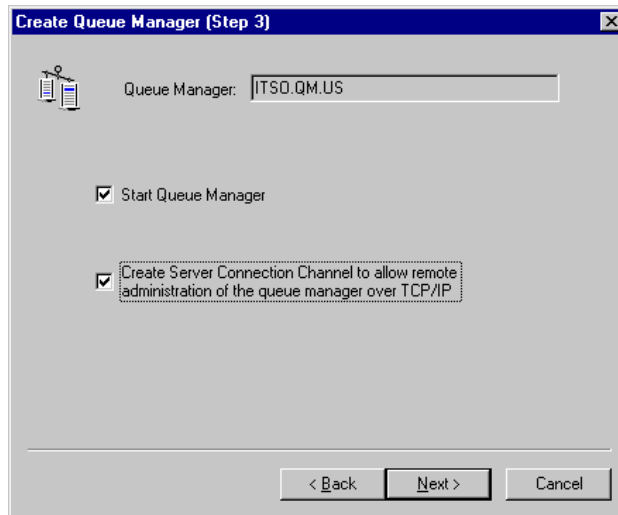 Create Queue Manager (Step 3)
Queue Manager: ITSO.QM.US
Start Queue Manager
Create Server Connection Channel to allow remote
administration of the queue manager over TCP/IP
< Back Next > Cancel